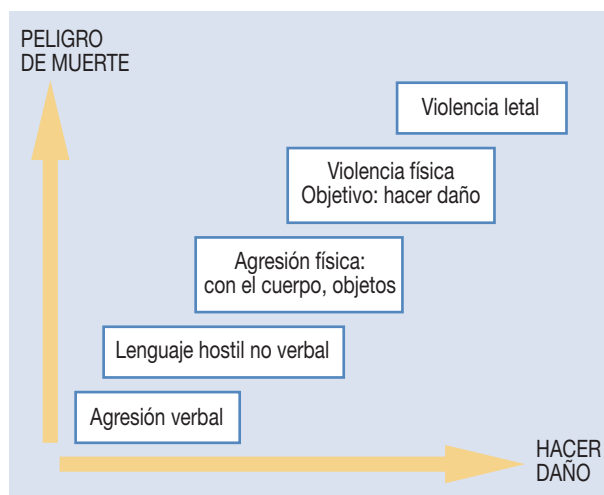 PELIGRO
DE MUERTE
Violencia letal
Violencia física
Objetivo: hacer daño
Agresión física:
con el cuerpo, objetos
Lenguaje hostil no verbal
Agresión verbal
HACER
DAÑO